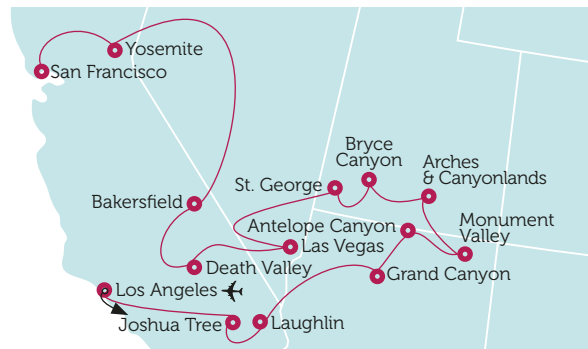 Yosemite
San Francisco
Bryce
Canyon
Arches
& Canyonlands
St. George
Bakersfield
Antelope Canyon
Monument
Valley
Las Vegas
Death Valley
Grand Canyon
Los Angeles
Joshua Tree
Laughlin